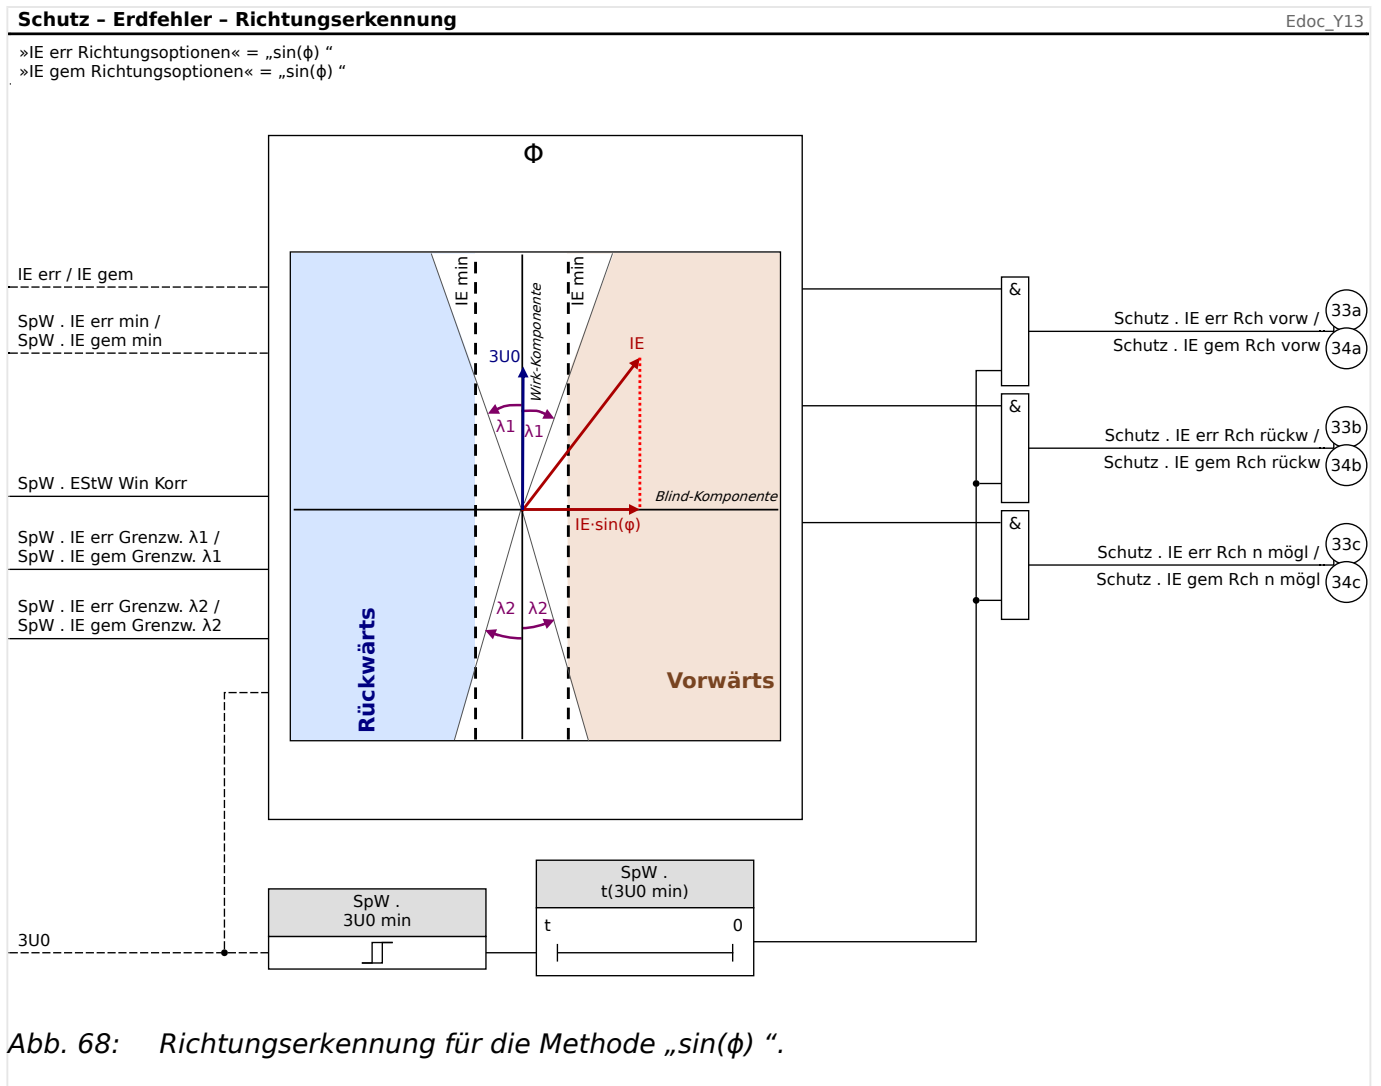 Schutz – Erdfehler – Richtungserkennung
Edoc_Y13
»IE err Richtungsoptionen« = „sin(ϕ) “
»IE gem Richtungsoptionen« = „sin(ϕ) “
Φ
IE err / IE gem
SpW . IE err min /
SpW . IE gem min
SpW . EStW Win Korr
SpW . IE err Grenzw. λ1 /
SpW . IE gem Grenzw. λ1
SpW . IE err Grenzw. λ2 /
SpW . IE gem Grenzw. λ2
3U0
IE min
Wirk-Komponente
IE min
3U0
IE
λ1
λ1
Blind-Komponente
IE·sin(φ)
λ2
λ2
Rückwärts
Vorwärts
&
Schutz . IE err Rch vorw /
33a
Schutz . IE gem Rch vorw
34a
&
Schutz . IE err Rch rückw /
33b
Schutz . IE gem Rch rückw
34b
&
Schutz . IE err Rch n mögl /
33c
Schutz . IE gem Rch n mögl
34c
SpW .
3U0 min
SpW .
t(3U0 min)
t
0
Abb. 68: Richtungserkennung für die Methode „sin(ϕ) “.